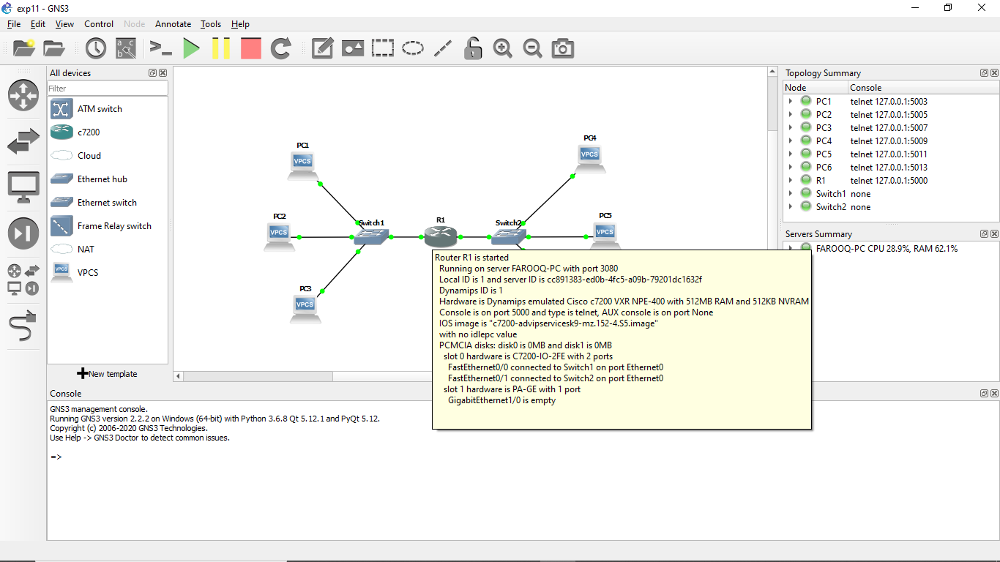 exp11 - GNS3
File Edit View Control Node Annotate Tools Help
All devices
Filter
ATM switch
c7200
Cloud
Ethernet hub
Ethernet switch
Frame Relay switch
NAT
VPCS
VPCS
New template
PC1
VPCS
PC2
VPCS
PC3
VPCS
Switch1
R1
Switch2
PC4
VPCS
PC5
VPCS
Router R1 is started
Running on server FAROOQ-PC with port 3080
Local ID is 1 and server ID is cc891383-ed0b-4fc5-a09b-79201dc1632f
Dynamips ID is 1
Hardware is Dynamips emulated Cisco c7200 VXR NPE-400 with 512MB RAM and 512KB NVRAM
Console is on port 5000 and type is telnet, AUX console is on port None
IOS image is "c7200-advipservicesk9-mz.152-4.S5.image"
with no idlepc value
PCMCIA disks: disk0 is 0MB and disk1 is 0MB
slot 0 hardware is C7200-IO-2FE with 2 ports
FastEthernet0/0 connected to Switch1 on port Ethernet0
FastEthernet0/1 connected to Switch2 on port Ethernet0
slot 1 hardware is PA-GE with 1 port
GigabitEthernet1/0 is empty
Topology Summary
Node Console
PC1 telnet 127.0.0.1:5003
PC2 telnet 127.0.0.1:5005
PC3 telnet 127.0.0.1:5007
PC4 telnet 127.0.0.1:5009
PC5 telnet 127.0.0.1:5011
PC6 telnet 127.0.0.1:5013
R1 telnet 127.0.0.1:5000
Switch1 none
Switch2 none
Servers Summary
FAROOQ-PC CPU 28.9%, RAM 62.1%
Console
GNS3 management console.
Running GNS3 version 2.2.2 on Windows (64-bit) with Python 3.6.8 Qt 5.12.1 and PyQt 5.12.
Copyright (c) 2006-2020 GNS3 Technologies.
Use Help -> GNS3 Doctor to detect common issues.
=>